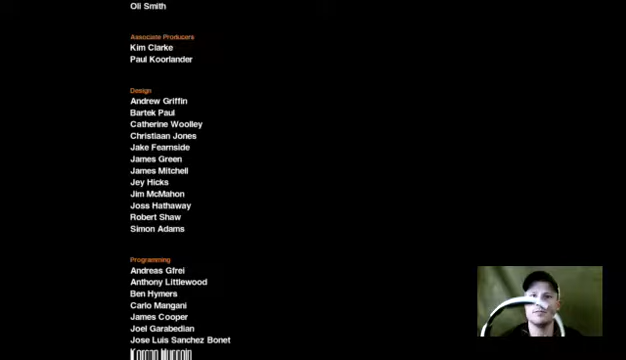 Oli Smith
Associate Producers
Kim Clarke
Paul Koorlander
Design
Andrew Griffin
Bartek Paul
Catherine Woolley
Christiaan Jones
Jake Fearnside
James Green
James Mitchell
Jey Hicks
Jim McMahon
Joss Hathaway
Robert Shaw
Simon Adams
Programming
Andreas Gfrei
Anthony Littlewood
Ben Hymers
Carlo Mangani
James Cooper
Joel Garabedian
Jose Luis Sanchez Bonet